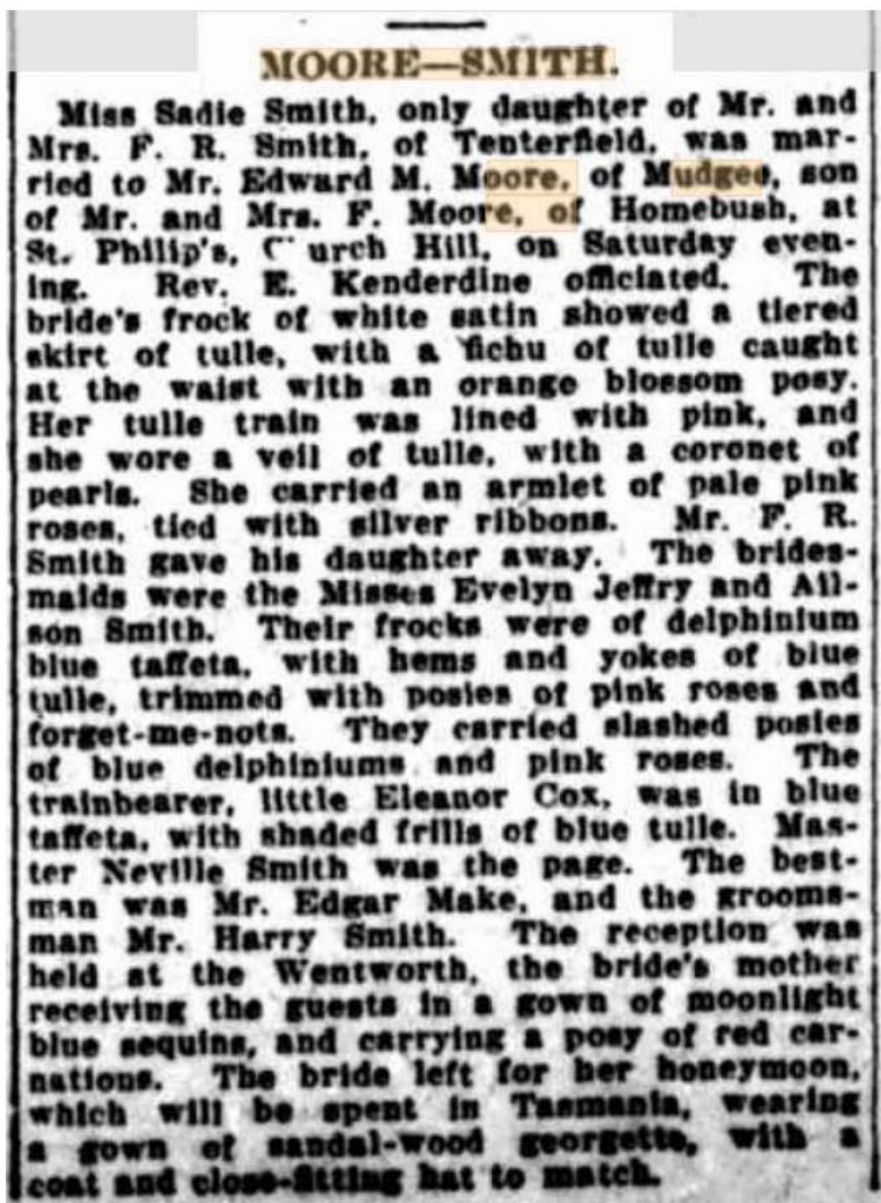 MOORE—SMITH.
Miss Sadie Smith, only daughter of Mr. and
Mrs. F. R. Smith, of Tenterfield, was mar-
ried to Mr. Edward M. Moore, of Mudgee, son
of Mr. and Mrs. F. Moore, of Homebush, at
St. Philip's, C urch Hill, on Saturday even-
ing. Rev. E. Kenderdine officiated. The
bride's frock of white satin showed a tiered
skirt of tulle, with a fichu of tulle caught
at the waist with an orange blossom posy.
Her tulle train was lined with pink, and
she wore a veil of tulle, with a coronet of
pearls. She carried an armlet of pale pink
roses, tied with silver ribbons. Mr. F. R.
Smith gave his daughter away. The brides-
maids were the Misses Evelyn Jeffry and Ail-
son Smith. Their frocks were of delphinium
blue taffeta, with hems and yokes of blue
tulle, trimmed with posies of pink roses and
forget-me-nots. They carried slashed posies
of blue delphiniums and pink roses. The
trainbearer, little Eleanor Cox, was in blue
taffeta, with shaded frills of blue tulle. Mas-
ter Neville Smith was the page. The best-
man was Mr. Edgar Make, and the grooms-
man Mr. Harry Smith. The reception was
held at the Wentworth, the bride's mother
receiving the guests in a gown of moonlight
blue sequins, and carrying a posy of red car-
nations. The bride left for her honeymoon,
which will be spent in Tasmania, wearing
a gown of sandal-wood georgette, with a
coat and close-fitting hat to match.